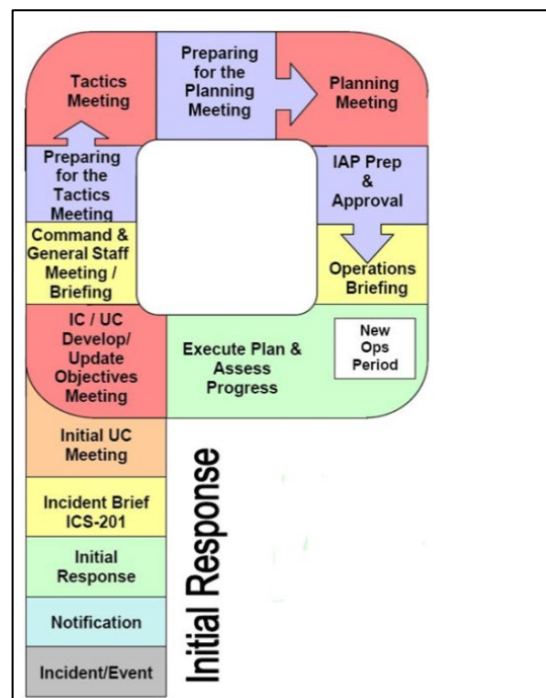 Tactics
Meeting
Preparing
for the
Planning
Meeting
Planning
Meeting
Preparing
for the
Tactics
Meeting
IAP Prep
&
Approval
Command &
General Staff
Meeting /
Briefing
Operations
Briefing
IC / UC
Develop/
Update
Objectives
Meeting
Execute Plan &
Assess
Progress
New
Ops
Period
Initial UC
Meeting
Incident Brief
ICS-201
Initial
Response
Notification
Incident/Event
Initial Response